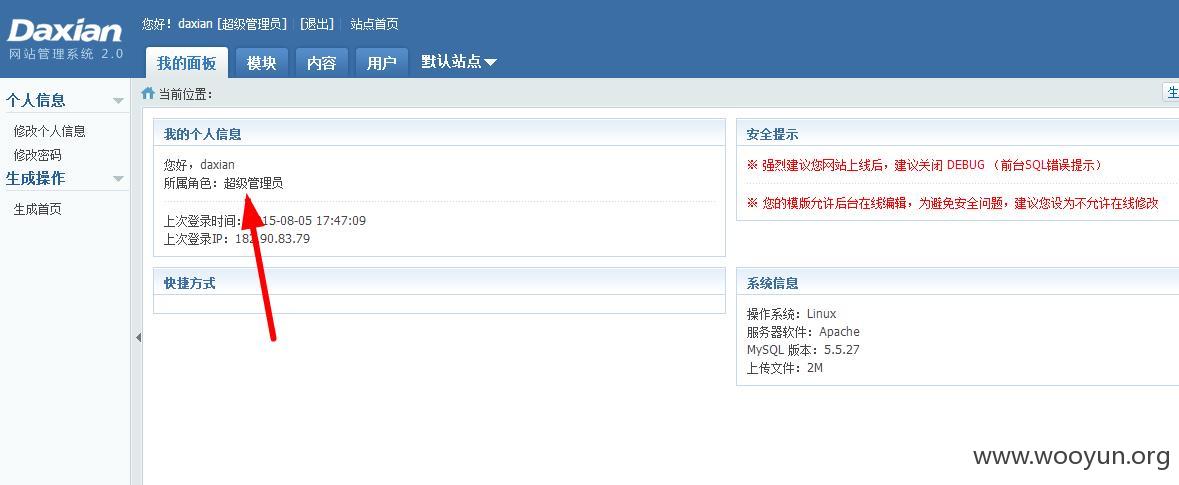 Daxian
网站管理系统 2.0
您好！daxian [超级管理员] [退出] 站点首页
我的面板 模块 内容 用户 默认站点
个人信息
修改个人信息
修改密码
生成操作
生成首页
当前位置：
生
我的个人信息
您好，daxian
所属角色：超级管理员
上次登录时间： 15-08-05 17:47:09
上次登录IP：182.90.83.79
快捷方式
安全提示
※ 强烈建议您网站上线后，建议关闭 DEBUG （前台SQL错误提示）
※ 您的模版允许后台在线编辑，为避免安全问题，建议您设为不允许在线修改
系统信息
操作系统：Linux
服务器软件：Apache
MySQL 版本：5.5.27
上传文件：2M
www.wooyun.org